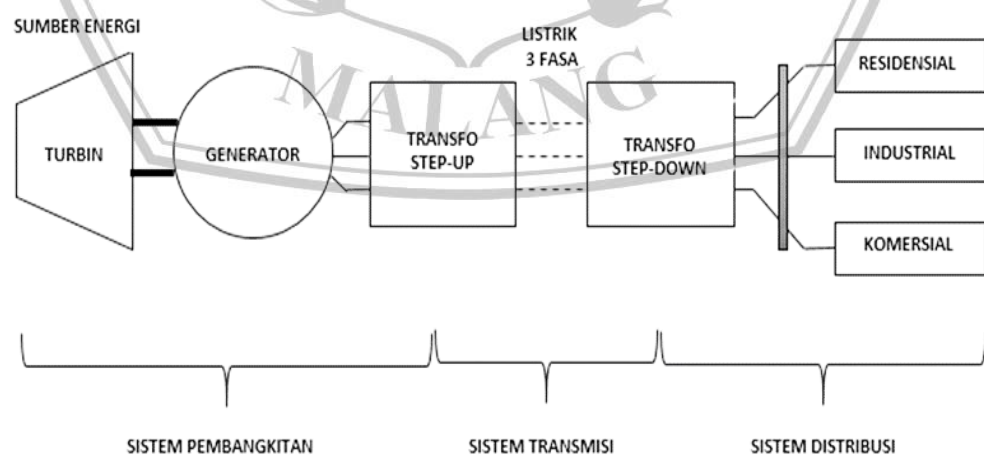 SUMBER ENERGI
LISTRIK
3 FASA
MALANG
TURBIN
GENERATOR
TRANSFO
STEP-UP
TRANSFO
STEP-DOWN
RESIDENSIAL
INDUSTRIAL
KOMERSIAL
SISTEM PEMBANGKITAN
SISTEM TRANSMISI
SISTEM DISTRIBUSI